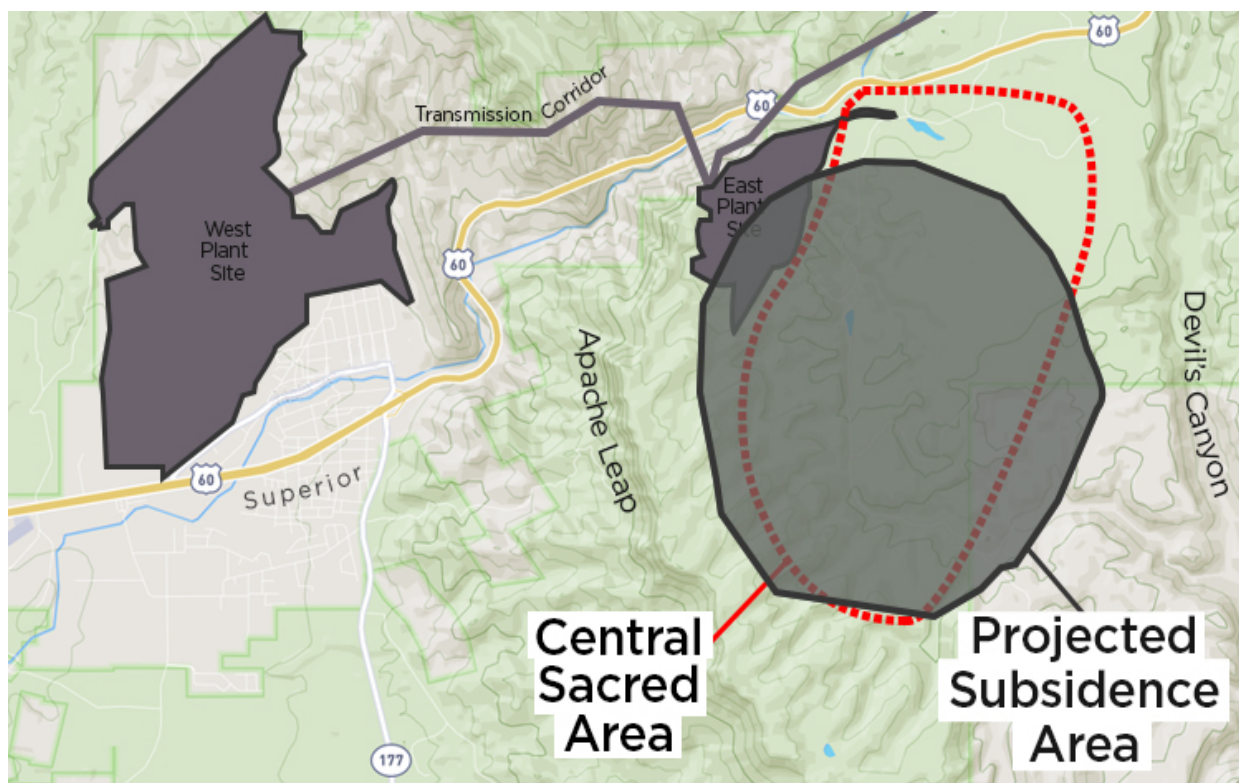 60
Transmission Corridor
60
East
Plant
Site
West
Plant
Site
60
Apache Leap
Devil's Canyon
60
Superior
Central
Sacred
Area
Projected
Subsidence
Area
177